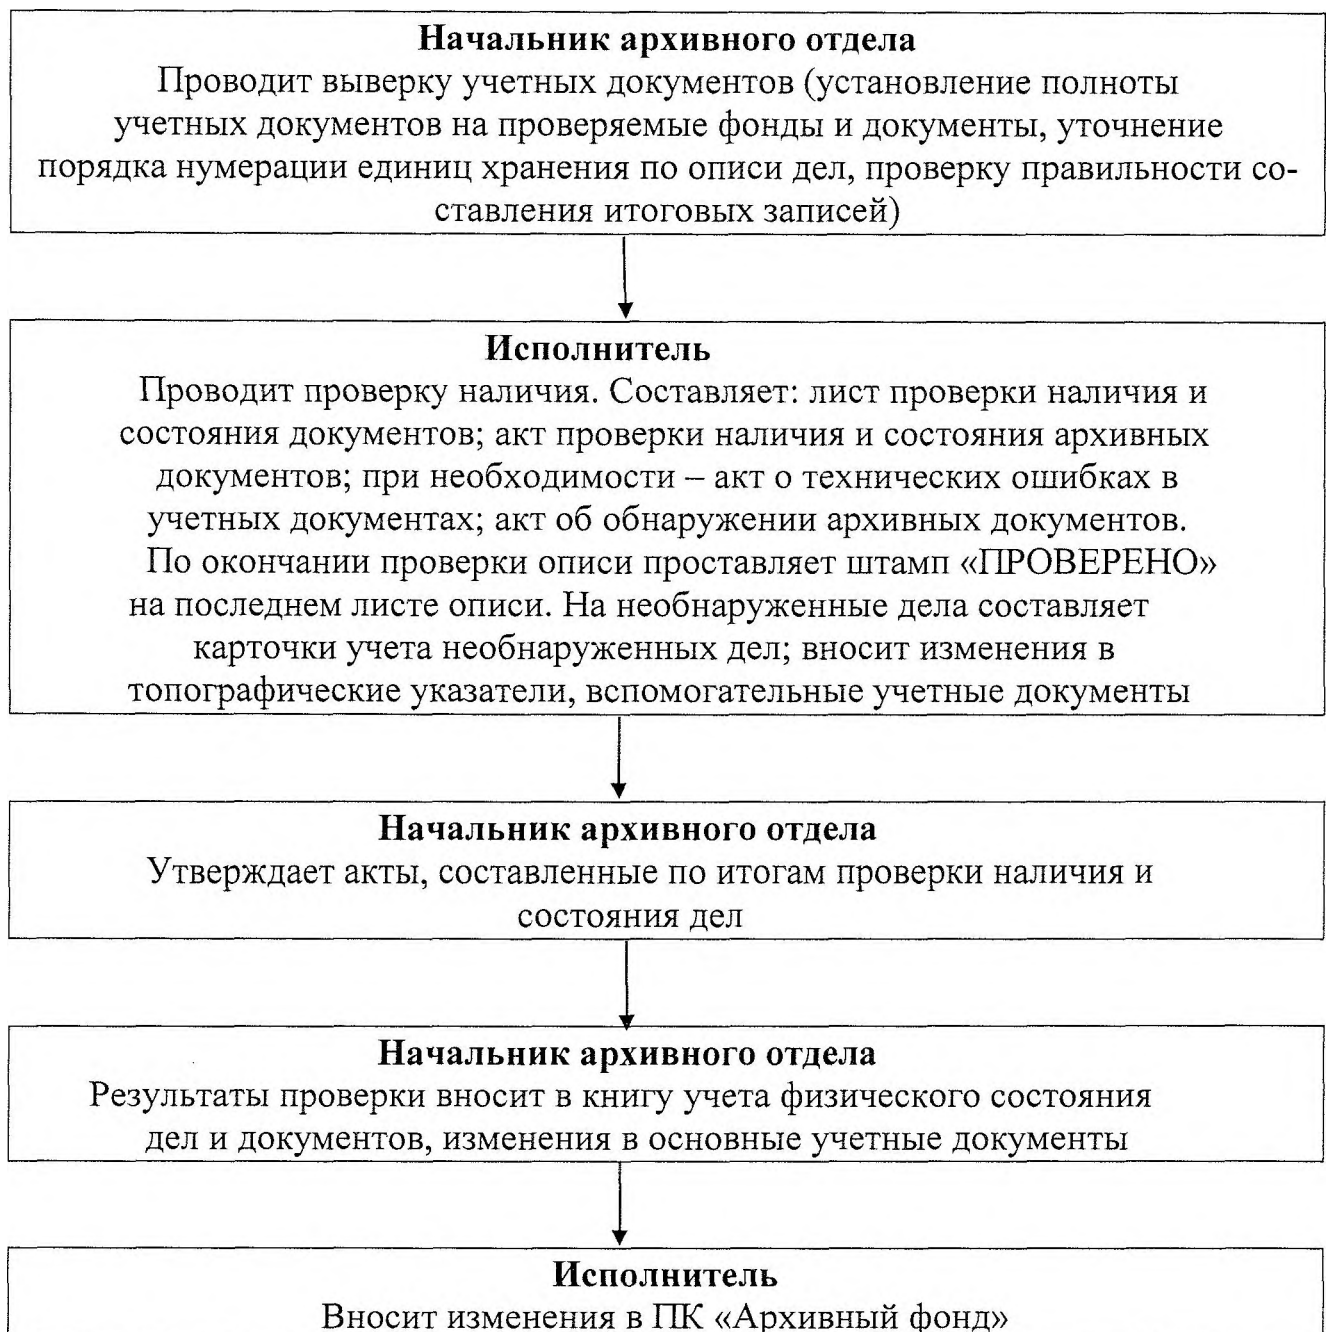 Начальник архивного отдела
Проводит выверку учетных документов (установление полноты
учетных документов на проверяемые фонды и документы, уточнение
порядка нумерации единиц хранения по описи дел, проверку правильности со-
ставления итоговых записей)
Исполнитель
Проводит проверку наличия. Составляет: лист проверки наличия и
состояния документов; акт проверки наличия и состояния архивных
документов; при необходимости – акт о технических ошибках в
учетных документах; акт об обнаружении архивных документов.
По окончании проверки описи проставляет штамп «ПРОВЕРЕНО»
на последнем листе описи. На необнаруженные дела составляет
карточки учета необнаруженных дел; вносит изменения в
топографические указатели, вспомогательные учетные документы
Начальник архивного отдела
Утверждает акты, составленные по итогам проверки наличия и
состояния дел
Начальник архивного отдела
Результаты проверки вносит в книгу учета физического состояния
дел и документов, изменения в основные учетные документы
Исполнитель
Вносит изменения в ПК «Архивный фонд»